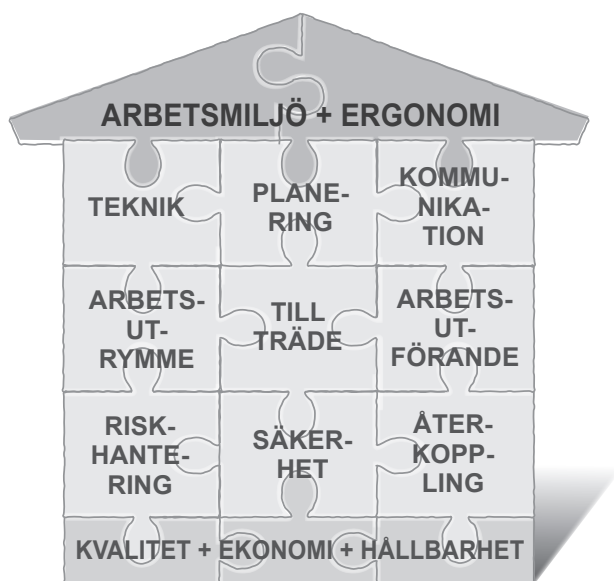 ARBETSMILJÖ + ERGONOMI
TEKNIK
PLANE-
RING
KOMMU-
NIKA-
TION
ARBETS-
UT-
RYMME
TILL
TRÄDE
ARBETS-
UT-
FÖRANDE
RISK-
HANTE-
RING
SÄKER-
HET
ÅTER-
KOPP-
LING
KVALITET + EKONOMI + HÅLLBARHET